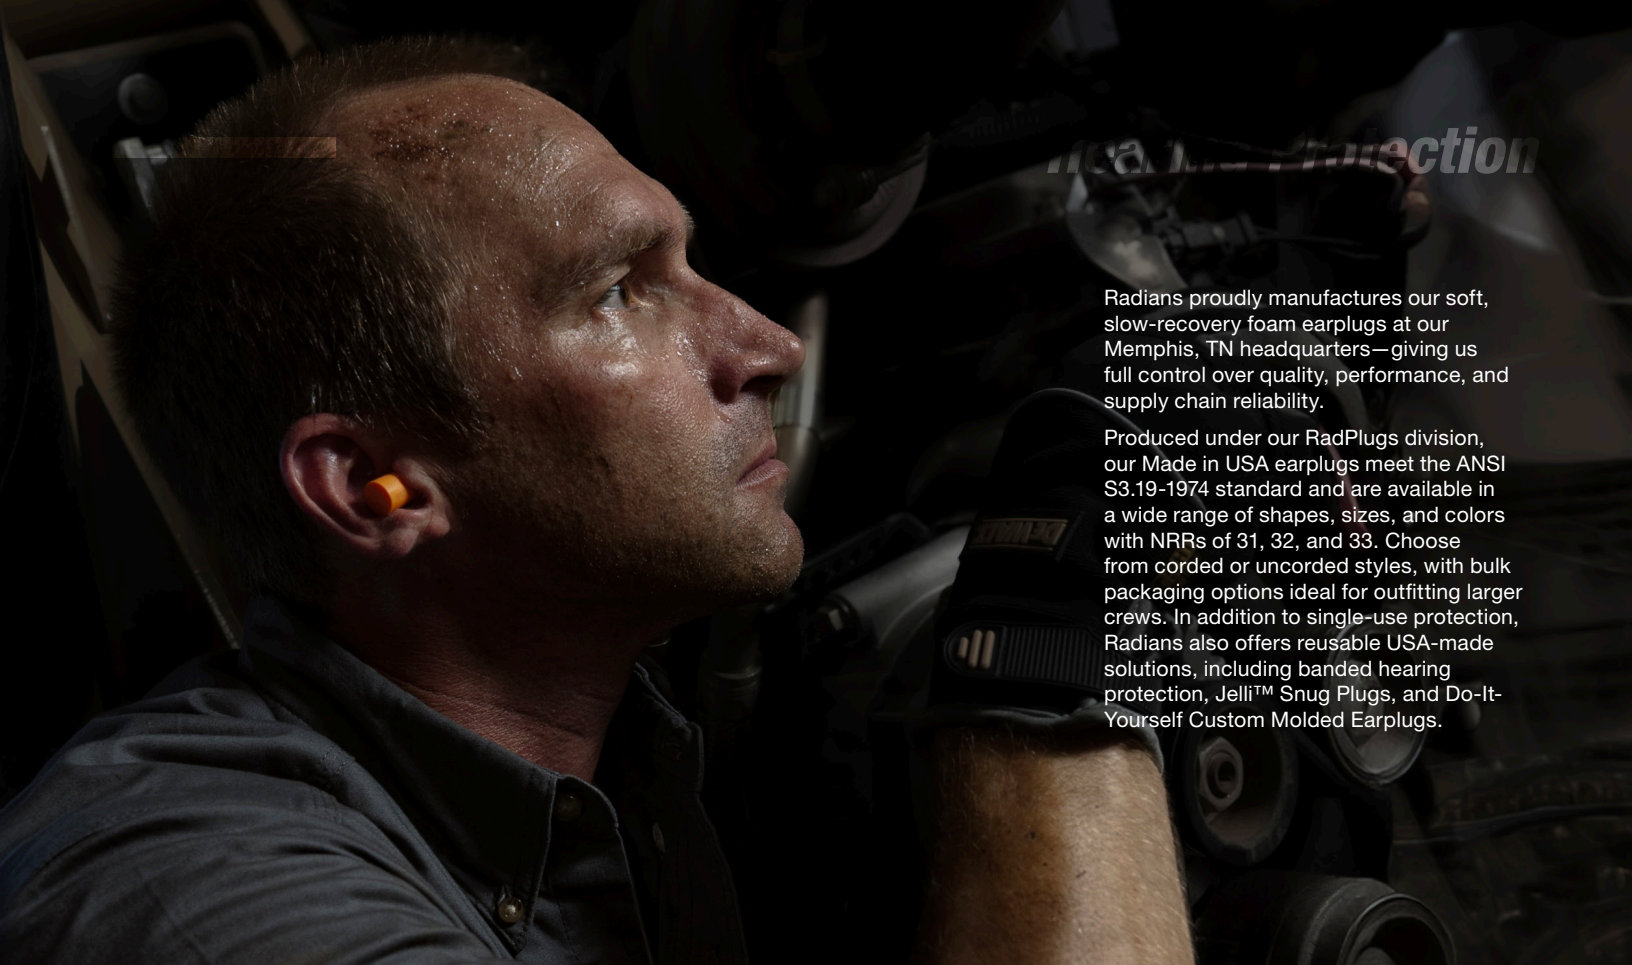 Hearing Protection
Radians proudly manufactures our soft,
slow-recovery foam earplugs at our
Memphis, TN headquarters—giving us
full control over quality, performance, and
supply chain reliability.
Produced under our RadPlugs division,
our Made in USA earplugs meet the ANSI
S3.19-1974 standard and are available in
a wide range of shapes, sizes, and colors
with NRRs of 31, 32, and 33. Choose
from corded or uncorded styles, with bulk
packaging options ideal for outfitting larger
crews. In addition to single-use protection,
Radians also offers reusable USA-made
solutions, including banded hearing
protection, Jelli™ Snug Plugs, and Do-It-
Yourself Custom Molded Earplugs.